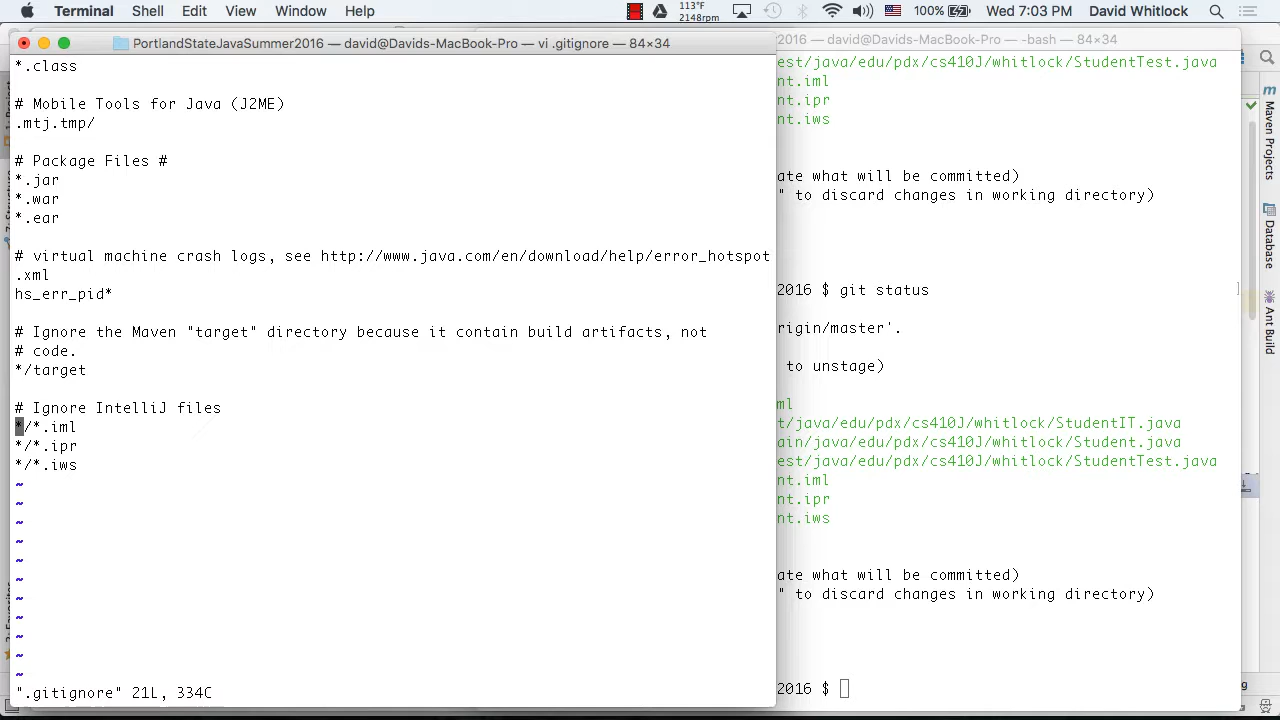 Terminal Shell Edit View Window Help 113°F 2148rpm 100% Wed 7:03 PM David Whitlock
PortlandStateJavaSummer2016 — david@Davids-MacBook-Pro — vi .gitignore — 84×34
*.class
# Mobile Tools for Java (J2ME)
.mtj.tmp/
# Package Files #
*.jar
*.war
*.ear
# virtual machine crash logs, see http://www.java.com/en/download/help/error_hotspot
.xml
hs_err_pid*
# Ignore the Maven "target" directory because it contain build artifacts, not
# code.
*/target
# Ignore IntelliJ files
*/*.iml
*/*.ipr
*/*.iws
~
~
~
~
~
~
~
~
~
~
~
".gitignore" 21L, 334C
2016 — david@Davids-MacBook-Pro — -bash — 84×34
est/java/edu/pdx/cs410J/whitlock/StudentTest.java
nt.iml
nt.ipr
nt.iws
ate what will be committed)
" to discard changes in working directory)
2016 $ git status
rigin/master'.
to unstage)
ml
t/java/edu/pdx/cs410J/whitlock/StudentIT.java
ain/java/edu/pdx/cs410J/whitlock/Student.java
est/java/edu/pdx/cs410J/whitlock/StudentTest.java
nt.iml
nt.ipr
nt.iws
ate what will be committed)
" to discard changes in working directory)
2016 $
Maven Projects
Database
Ant Build